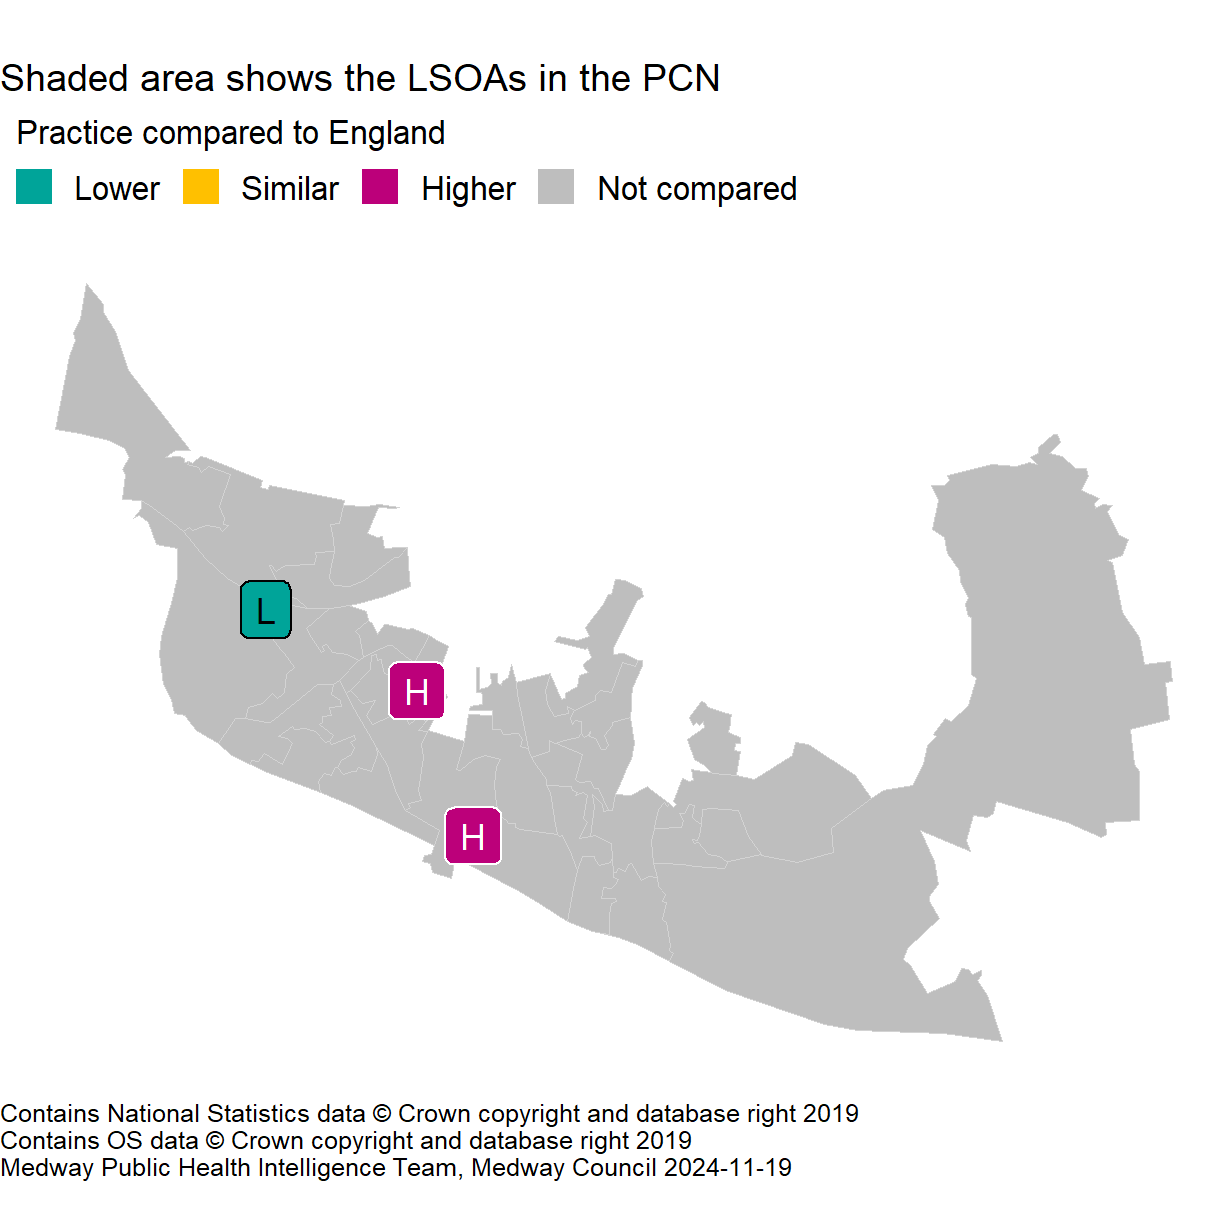 Shaded area shows the LSOAs in the PCN
Practice compared to England
Lower Similar Higher Not compared
L
H
H
Contains National Statistics data © Crown copyright and database right 2019
Contains OS data © Crown copyright and database right 2019
Medway Public Health Intelligence Team, Medway Council 2024-11-19